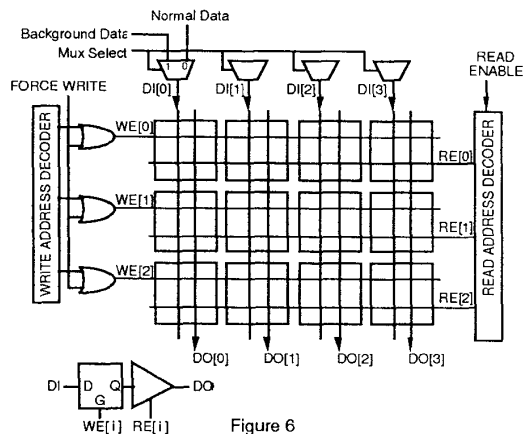 Normal Data
Background Data
Mux Select
1 0
READ ENABLE
FORCE WRITE
DI[0] DI[1] DI[2] DI[3]
WRITE ADDRESS DECODER
WE[0]
RE[0]
WE[1]
RE[1]
WE[2]
RE[2]
READ ADDRESS DECODER
DO[0] DO[1] DO[2] DO[3]
DI D Q DO
G
WE[i] RE[i]
Figure 6